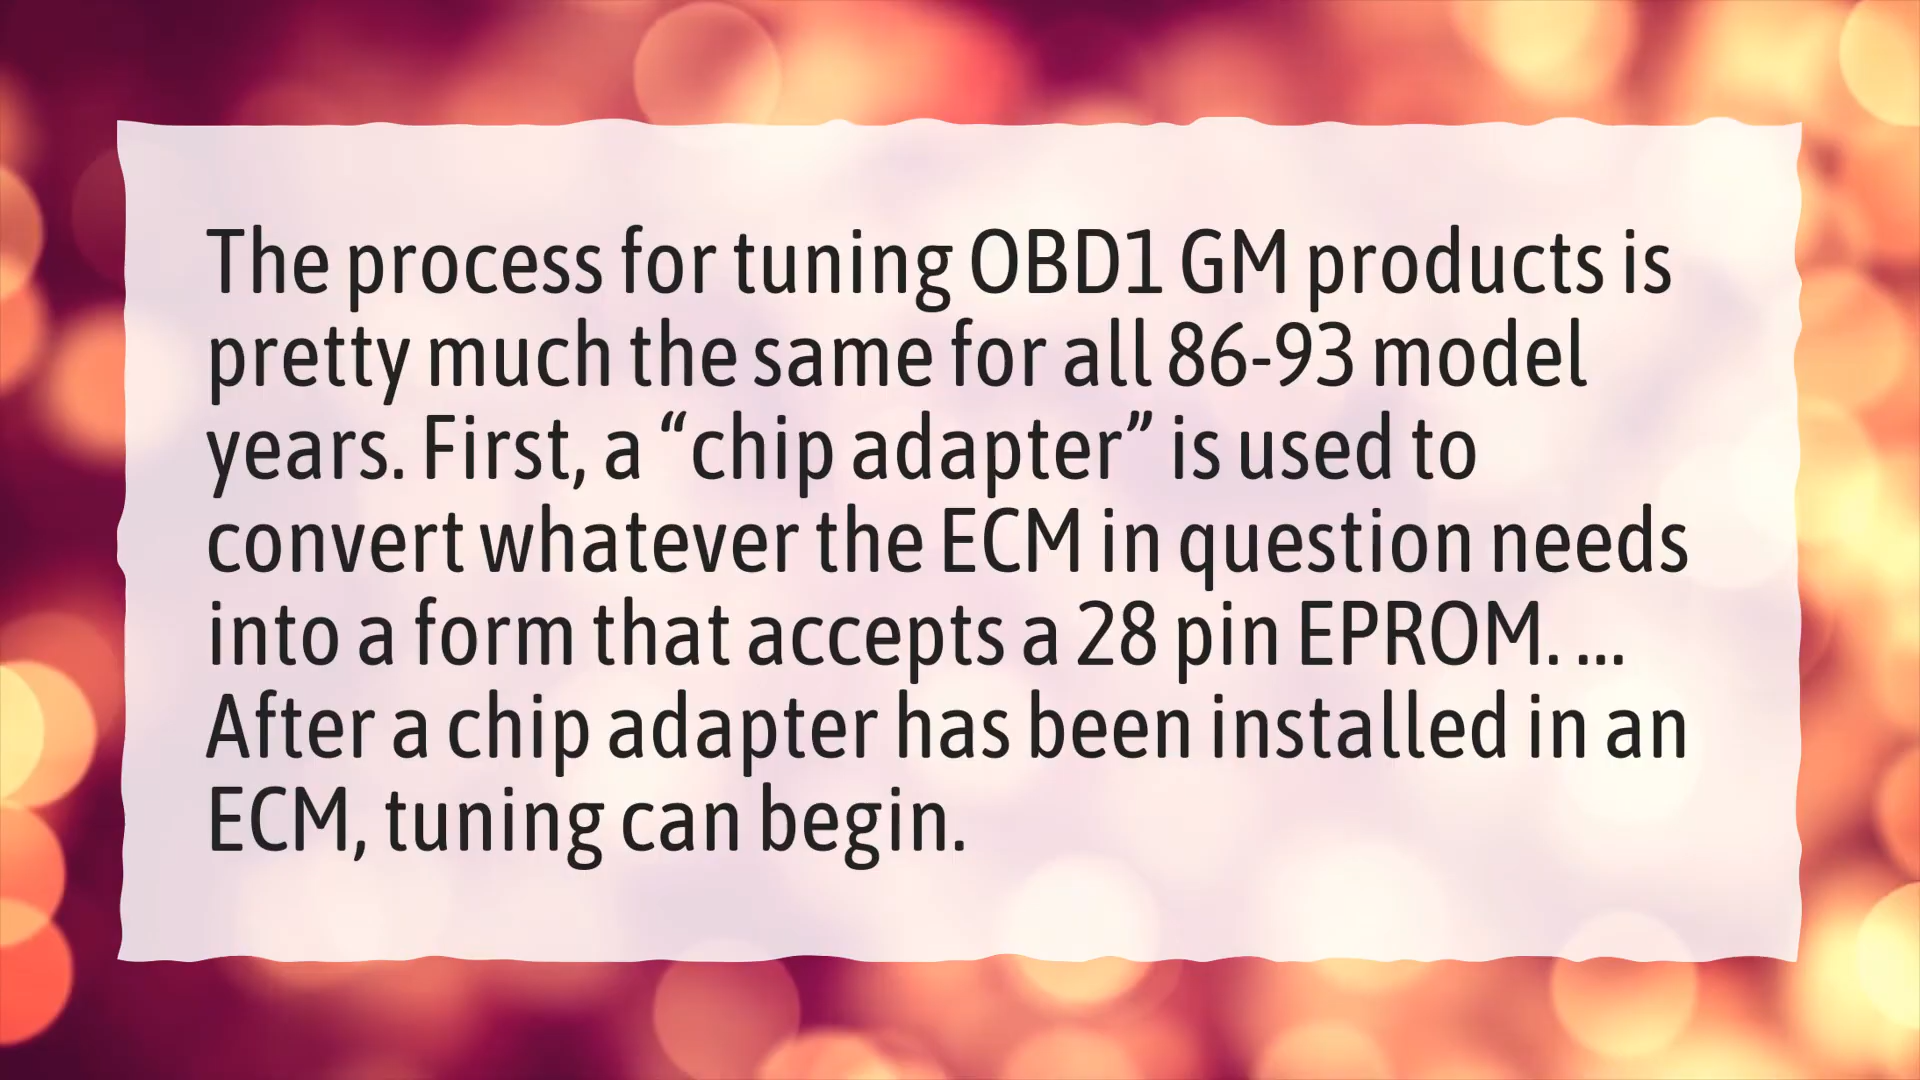 The process for tuning OBD1 GM products is
pretty much the same for all 86-93 model
years. First, a “chip adapter” is used to
convert whatever the ECM in question needs
into a form that accepts a 28 pin EPROM. ...
After a chip adapter has been installed in an
ECM, tuning can begin.